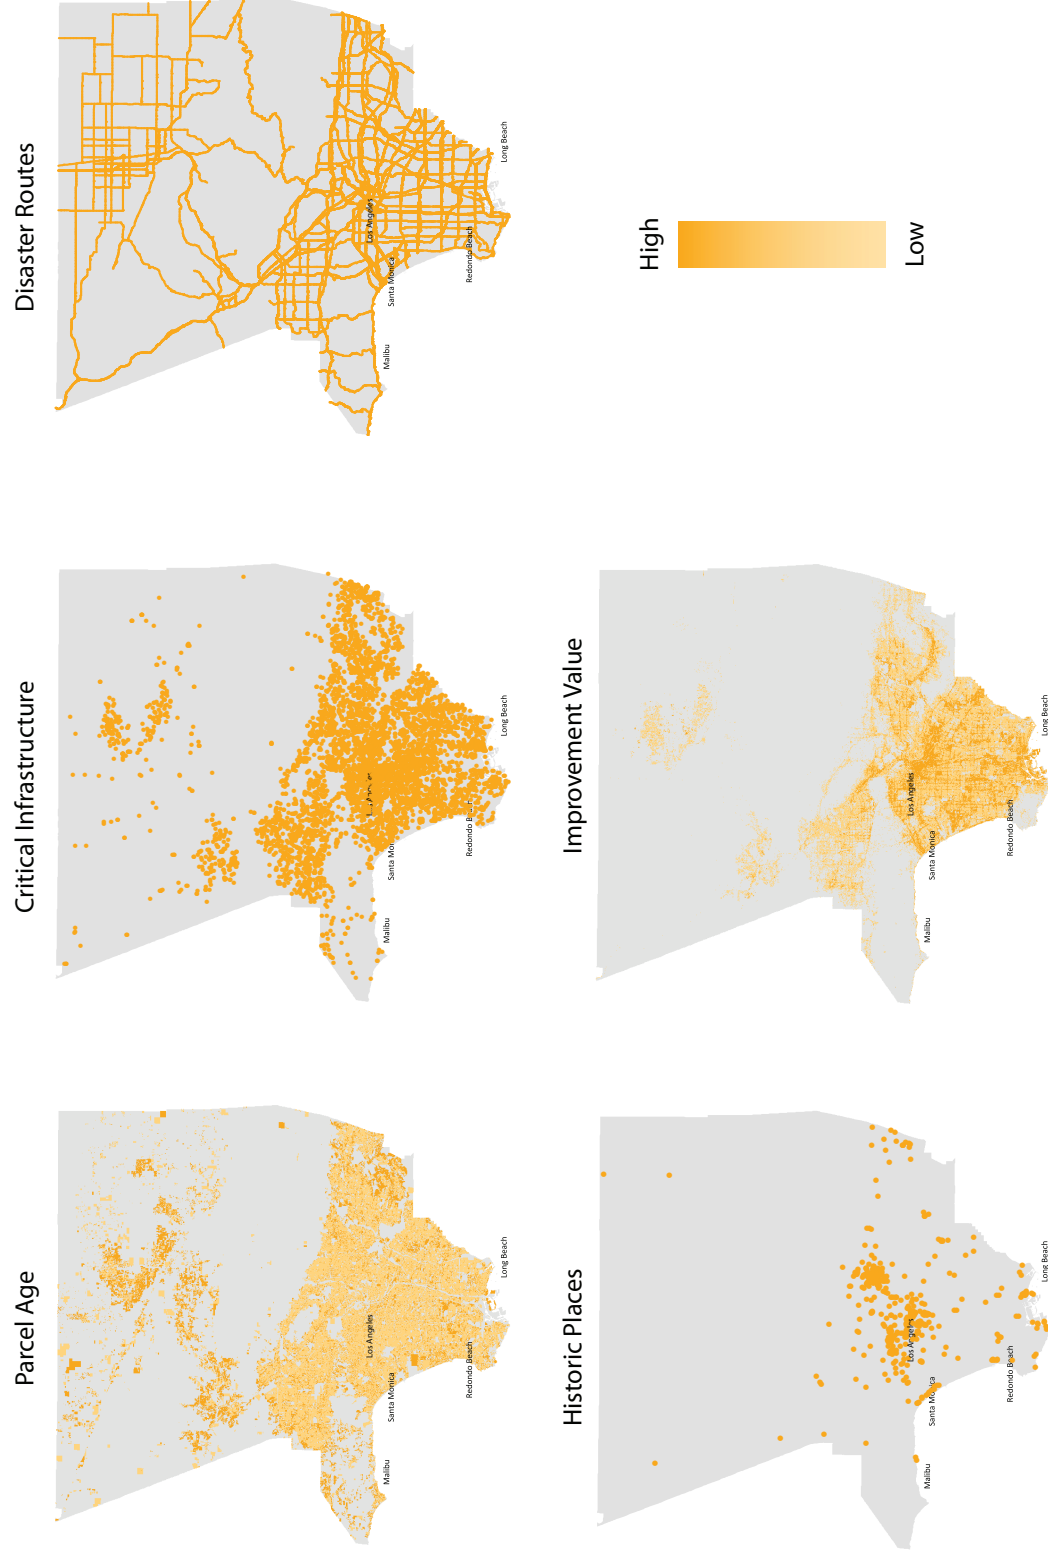 Parcel Age
Los Angeles
Santa Monica
Malibu
Redondo Beach
Long Beach
Critical Infrastructure
Malibu
Long Beach
Disaster Routes
Los Angeles
Santa Monica
Malibu
Redondo Beach
Long Beach
Historic Places
Los Angeles
Santa Monica
Malibu
Redondo Beach
Long Beach
Improvement Value
Los Angeles
Santa Monica
Malibu
Redondo Beach
Long Beach
High
Low